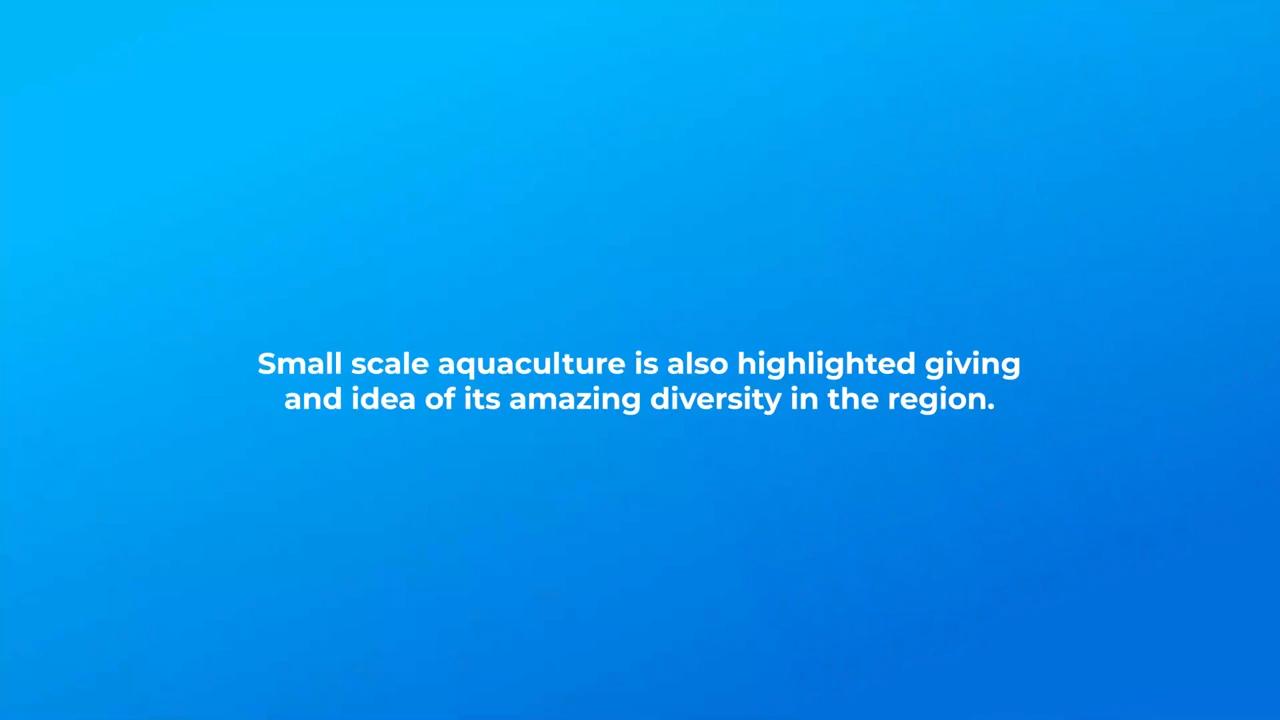 Small scale aquaculture is also highlighted giving
and idea of its amazing diversity in the region.